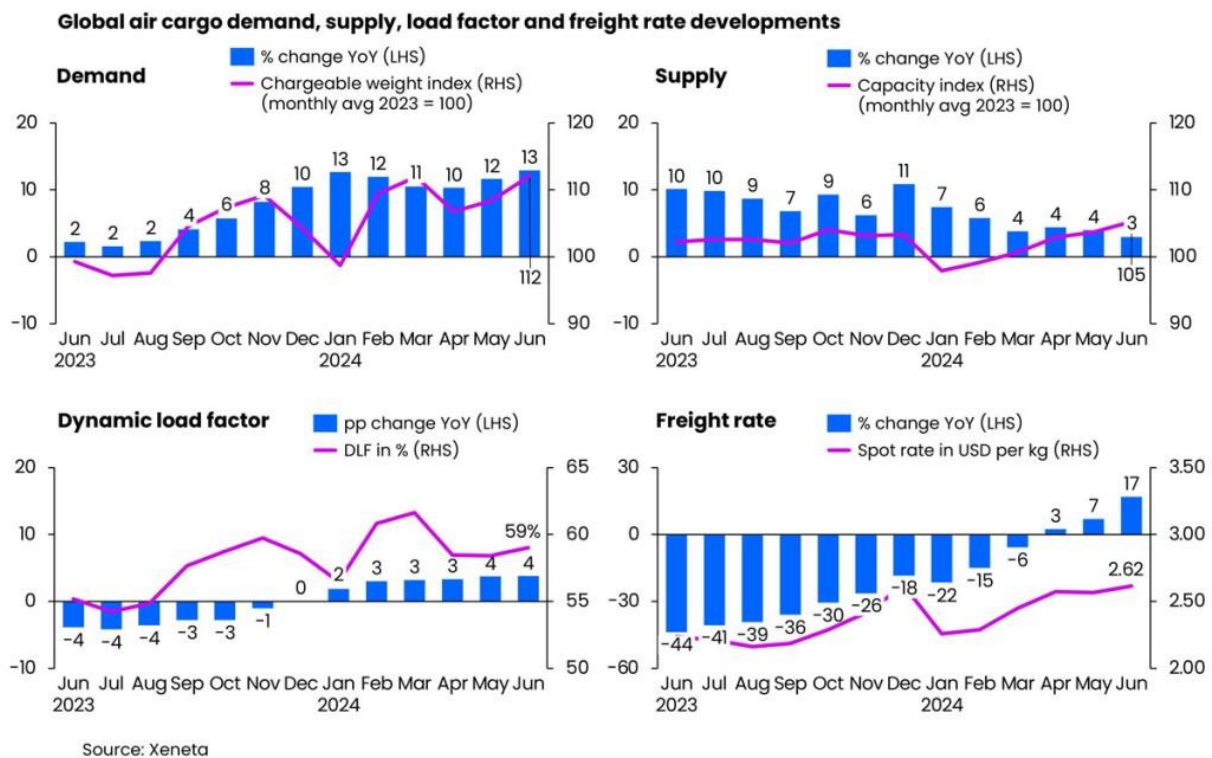 Global air cargo demand, supply, load factor and freight rate developments
Demand
% change YoY (LHS)
Chargeable weight index (RHS)
(monthly avg 2023 = 100)
20
10
0
-10
120
110
100
90
2 2 2 4 6 8 10 13 12 11 10 12 13
112
Jun Jul Aug Sep Oct Nov Dec Jan Feb Mar Apr May Jun
2023 2024
Supply
% change YoY (LHS)
Capacity index (RHS)
(monthly avg 2023 = 100)
20
10
0
-10
120
110
100
90
10 10 9 7 9 6 11 7 6 4 4 4 3
105
Jun Jul Aug Sep Oct Nov Dec Jan Feb Mar Apr May Jun
2023 2024
Dynamic load factor
pp change YoY (LHS)
DLF in % (RHS)
20
10
0
-10
65
60
55
50
59%
-4 -4 -4 -3 -3 -1 0 2 3 3 3 4 4
Jun Jul Aug Sep Oct Nov Dec Jan Feb Mar Apr May Jun
2023 2024
Freight rate
% change YoY (LHS)
Spot rate in USD per kg (RHS)
30
0
-30
-60
3.50
3.00
2.50
2.00
-44 -41 -39 -36 -30 -26 -18 -22 -15 -6 3 7 17
2.62
Jun Jul Aug Sep Oct Nov Dec Jan Feb Mar Apr May Jun
2023 2024
Source: Xeneta